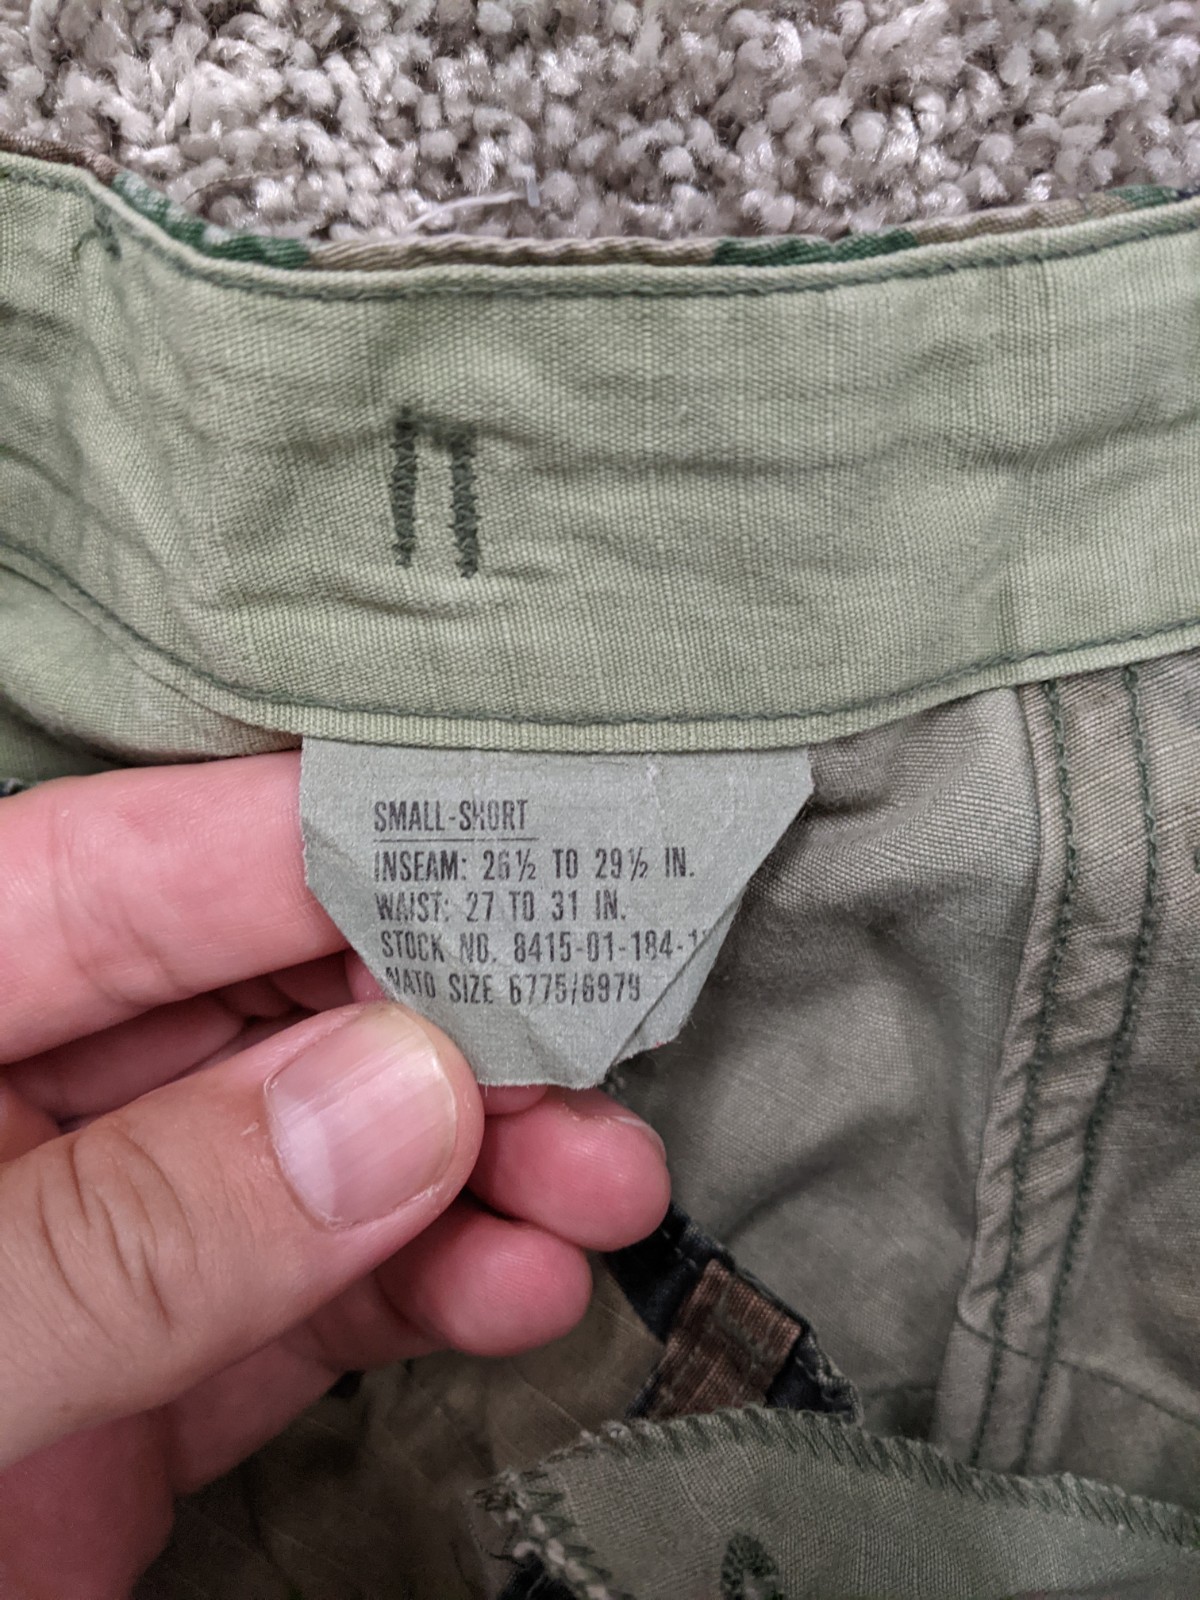 SMALL-SHORT
INSEAM: 26½ TO 29½ IN.
WAIST: 27 TO 31 IN.
STOCK NO. 8415-01-184-1
NATO SIZE 6775/6979